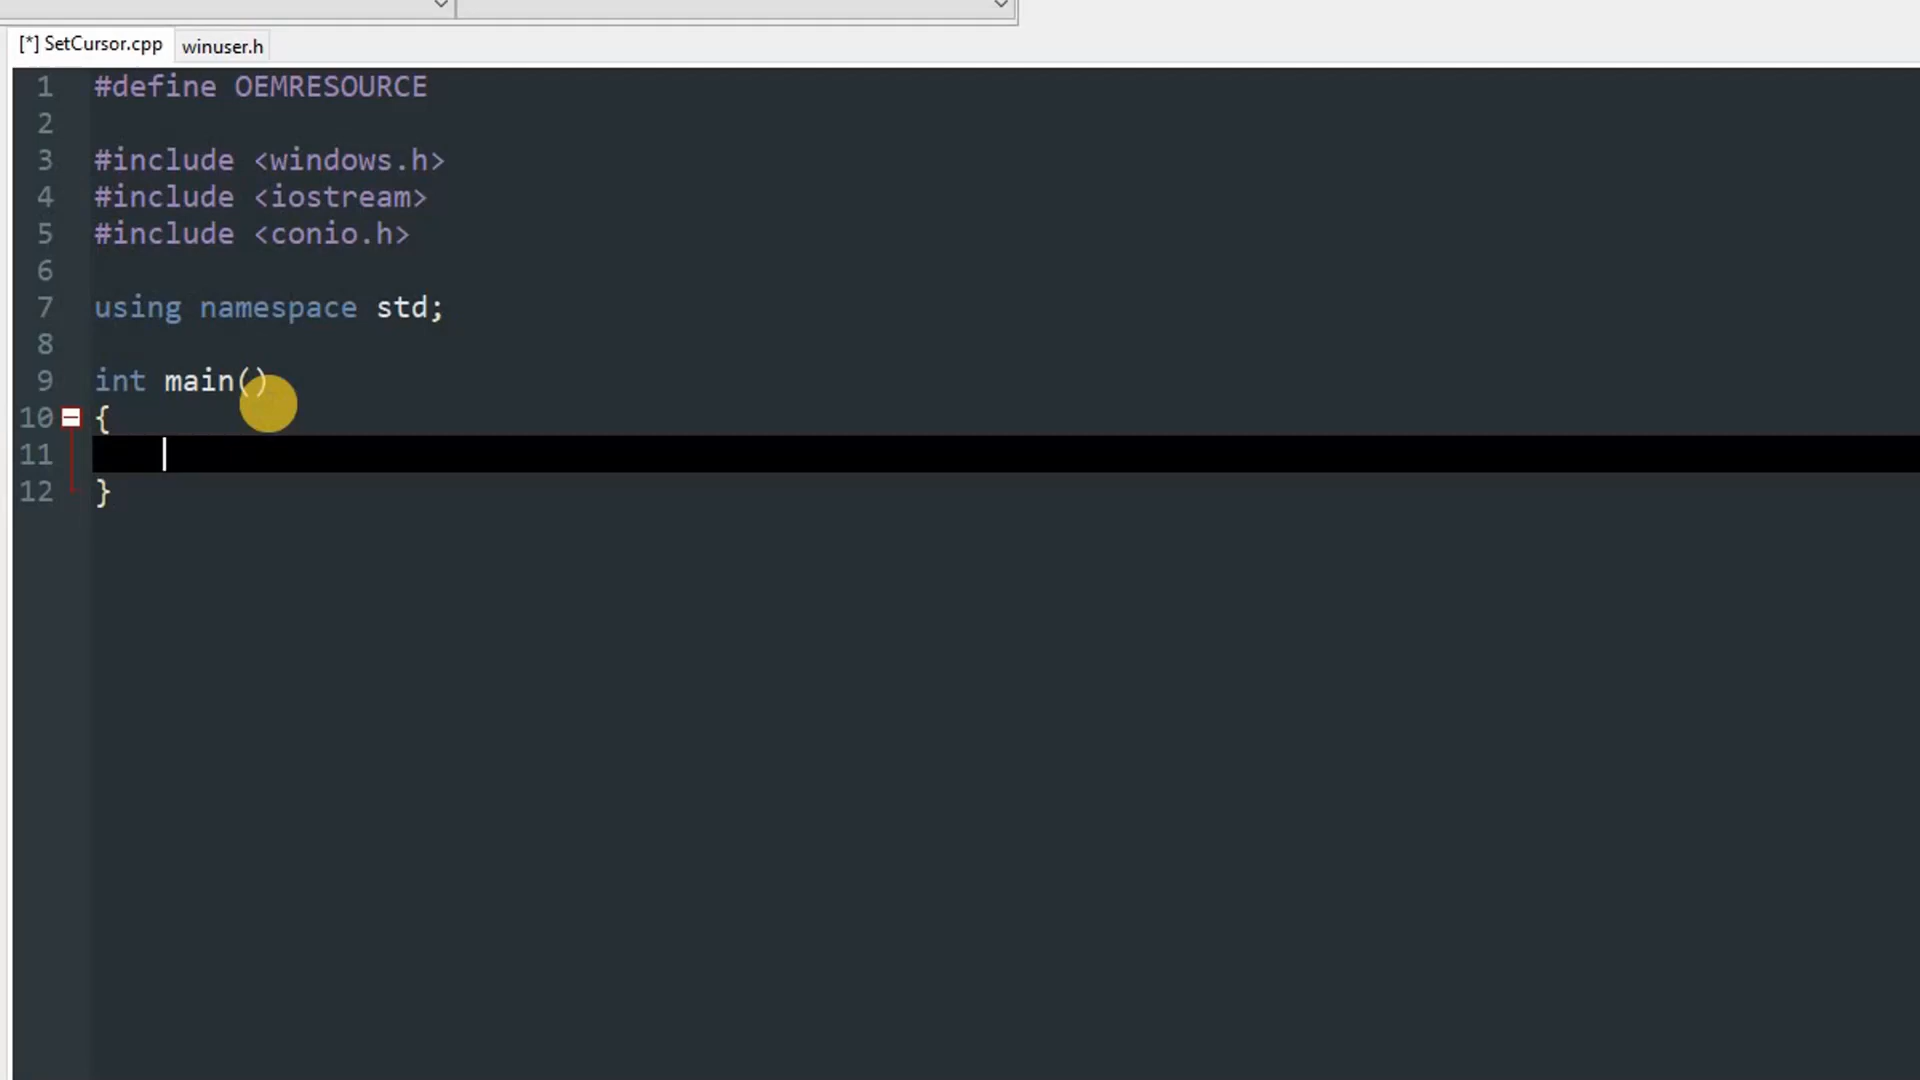 [*] SetCursor.cpp winuser.h
1 #define OEMRESOURCE
2
3 #include <windows.h>
4 #include <iostream>
5 #include <conio.h>
6
7 using namespace std;
8
9 int main()
10 {
11
12 }